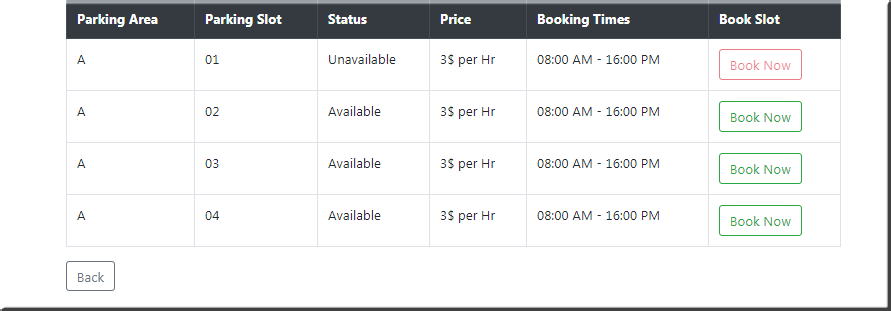 Parking Area Parking Slot Status Price Booking Times Book Slot
A 01 Unavailable 3$ per Hr 08:00 AM - 16:00 PM Book Now
A 02 Available 3$ per Hr 08:00 AM - 16:00 PM Book Now
A 03 Available 3$ per Hr 08:00 AM - 16:00 PM Book Now
A 04 Available 3$ per Hr 08:00 AM - 16:00 PM Book Now
Back